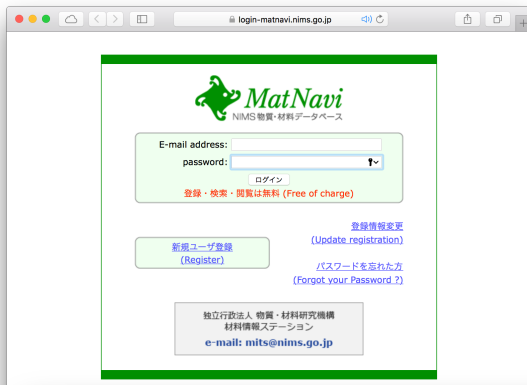 login-matnavi.nims.go.jp
MatNavi
NIMS物質・材料データベース
E-mail address:
password:
ログイン
登録・検索・閲覧は無料 (Free of charge)
登録情報変更
(Update registration)
新規ユーザ登録
(Register)
パスワードを忘れた方
(Forgot your Password ?)
独立行政法人 物質・材料研究機構
材料情報ステーション
e-mail: mits@nims.go.jp